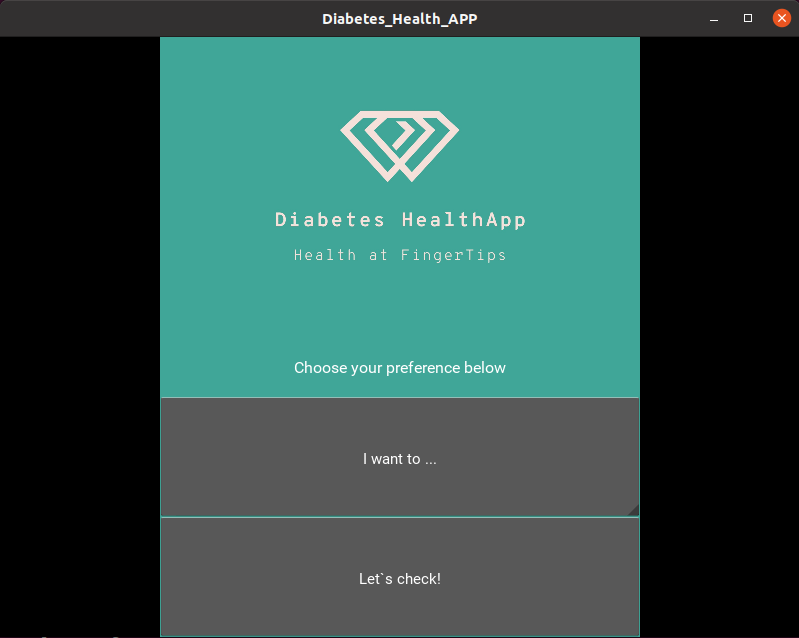 Diabetes_Health_APP
Diabetes HealthApp
Health at FingerTips
Choose your preference below
I want to ...
Let`s check!